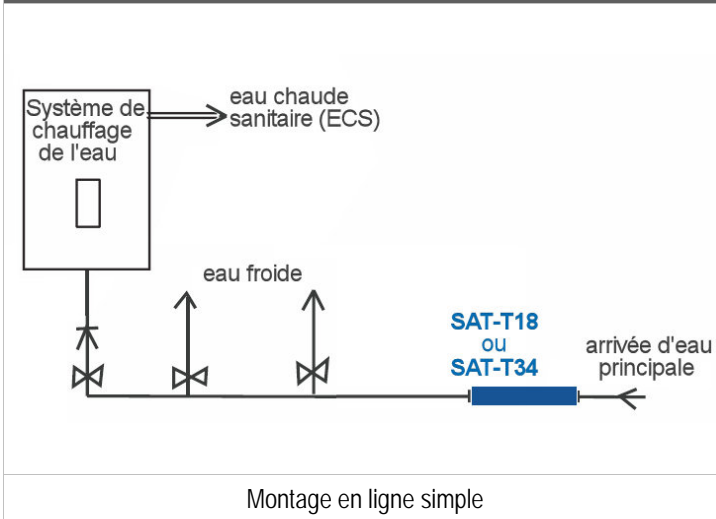 Système de
chauffage
de l'eau
eau chaude
sanitaire (ECS)
eau froide
SAT-T18
ou
SAT-T34
arrivée d'eau
principale
Montage en ligne simple